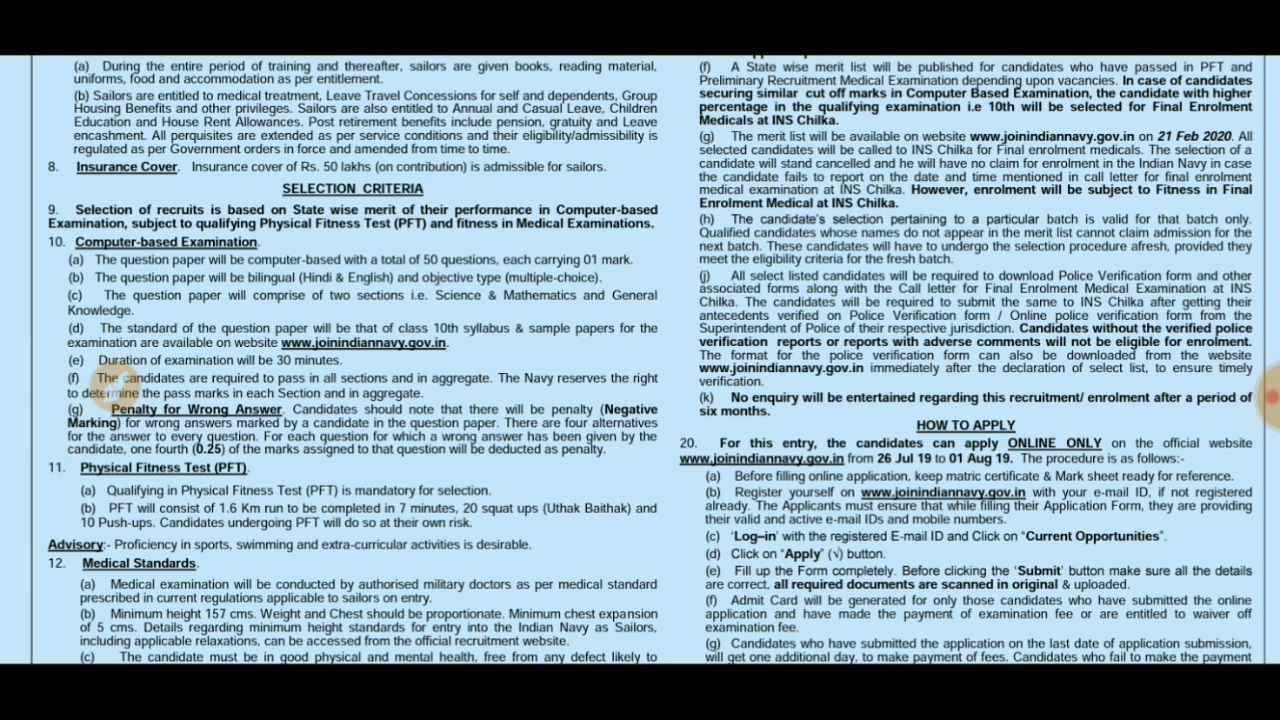 (a) During the entire period of training and thereafter, sailors are given books, reading material,
uniforms, food and accommodation as per entitlement.
(b) Sailors are entitled to medical treatment, Leave Travel Concessions for self and dependents, Group
Housing Benefits and other privileges. Sailors are also entitled to Annual and Casual Leave, Children
Education and House Rent Allowances. Post retirement benefits include pension, gratuity and Leave
encashment. All perquisites are extended as per service conditions and their eligibility/admissibility is
regulated as per Government orders in force and amended from time to time.
8. Insurance Cover. Insurance cover of Rs. 50 lakhs (on contribution) is admissible for sailors.
SELECTION CRITERIA
9. Selection of recruits is based on State wise merit of their performance in Computer-based
Examination, subject to qualifying Physical Fitness Test (PFT) and fitness in Medical Examinations.
10. Computer-based Examination.
(a) The question paper will be computer-based with a total of 50 questions, each carrying 01 mark.
(b) The question paper will be bilingual (Hindi & English) and objective type (multiple-choice).
(c) The question paper will comprise of two sections i.e. Science & Mathematics and General
Knowledge.
(d) The standard of the question paper will be that of class 10th syllabus & sample papers for the
examination are available on website www.joinindiannavy.gov.in.
(e) Duration of examination will be 30 minutes.
(f) The candidates are required to pass in all sections and in aggregate. The Navy reserves the right
to determine the pass marks in each Section and in aggregate.
(g) Penalty for Wrong Answer. Candidates should note that there will be penalty (Negative
Marking) for wrong answers marked by a candidate in the question paper. There are four alternatives
for the answer to every question. For each question for which a wrong answer has been given by the
candidate, one fourth (0.25) of the marks assigned to that question will be deducted as penalty.
11. Physical Fitness Test (PFT).
(a) Qualifying in Physical Fitness Test (PFT) is mandatory for selection.
(b) PFT will consist of 1.6 Km run to be completed in 7 minutes, 20 squat ups (Uthak Baithak) and
10 Push-ups. Candidates undergoing PFT will do so at their own risk.
Advisory:- Proficiency in sports, swimming and extra-curricular activities is desirable.
12. Medical Standards.
(a) Medical examination will be conducted by authorised military doctors as per medical standard
prescribed in current regulations applicable to sailors on entry.
(b) Minimum height 157 cms. Weight and Chest should be proportionate. Minimum chest expansion
of 5 cms. Details regarding minimum height standards for entry into the Indian Navy as Sailors,
including applicable relaxations, can be accessed from the official recruitment website.
(c) The candidate must be in good physical and mental health, free from any defect likely to
(f) A State wise merit list will be published for candidates who have passed in PFT and
Preliminary Recruitment Medical Examination depending upon vacancies. In case of candidates
securing similar cut off marks in Computer Based Examination, the candidate with higher
percentage in the qualifying examination i.e 10th will be selected for Final Enrolment
Medicals at INS Chilka.
(g) The merit list will be available on website www.joinindiannavy.gov.in on 21 Feb 2020. All
selected candidates will be called to INS Chilka for Final enrolment medicals. The selection of a
candidate will stand cancelled and he will have no claim for enrolment in the Indian Navy in case
the candidate fails to report on the date and time mentioned in call letter for final enrolment
medical examination at INS Chilka. However, enrolment will be subject to Fitness in Final
Enrolment Medical at INS Chilka.
(h) The candidate's selection pertaining to a particular batch is valid for that batch only.
Qualified candidates whose names do not appear in the merit list cannot claim admission for the
next batch. These candidates will have to undergo the selection procedure afresh, provided they
meet the eligibility criteria for the fresh batch.
(j) All select listed candidates will be required to download Police Verification form and other
associated forms along with the Call letter for Final Enrolment Medical Examination at INS
Chilka. The candidates will be required to submit the same to INS Chilka after getting their
antecedents verified on Police Verification form / Online police verification form from the
Superintendent of Police of their respective jurisdiction. Candidates without the verified police
verification reports or reports with adverse comments will not be eligible for enrolment.
The format for the police verification form can also be downloaded from the website
www.joinindiannavy.gov.in immediately after the declaration of select list, to ensure timely
verification.
(k) No enquiry will be entertained regarding this recruitment/ enrolment after a period of
six months.
HOW TO APPLY
20. For this entry, the candidates can apply ONLINE ONLY on the official website
www.joinindiannavy.gov.in from 26 Jul 19 to 01 Aug 19. The procedure is as follows:-
(a) Before filling online application, keep matric certificate & Mark sheet ready for reference.
(b) Register yourself on www.joinindiannavy.gov.in with your e-mail ID, if not registered
already. The Applicants must ensure that while filling their Application Form, they are providing
their valid and active e-mail IDs and mobile numbers.
(c) 'Log–in' with the registered E-mail ID and Click on "Current Opportunities".
(d) Click on "Apply" (√) button.
(e) Fill up the Form completely. Before clicking the 'Submit' button make sure all the details
are correct, all required documents are scanned in original & uploaded.
(f) Admit Card will be generated for only those candidates who have submitted the online
application and have made the payment of examination fee or are entitled to waiver off
examination fee.
(g) Candidates who have submitted the application on the last date of application submission,
will get one additional day, to make payment of fees. Candidates who fail to make the payment